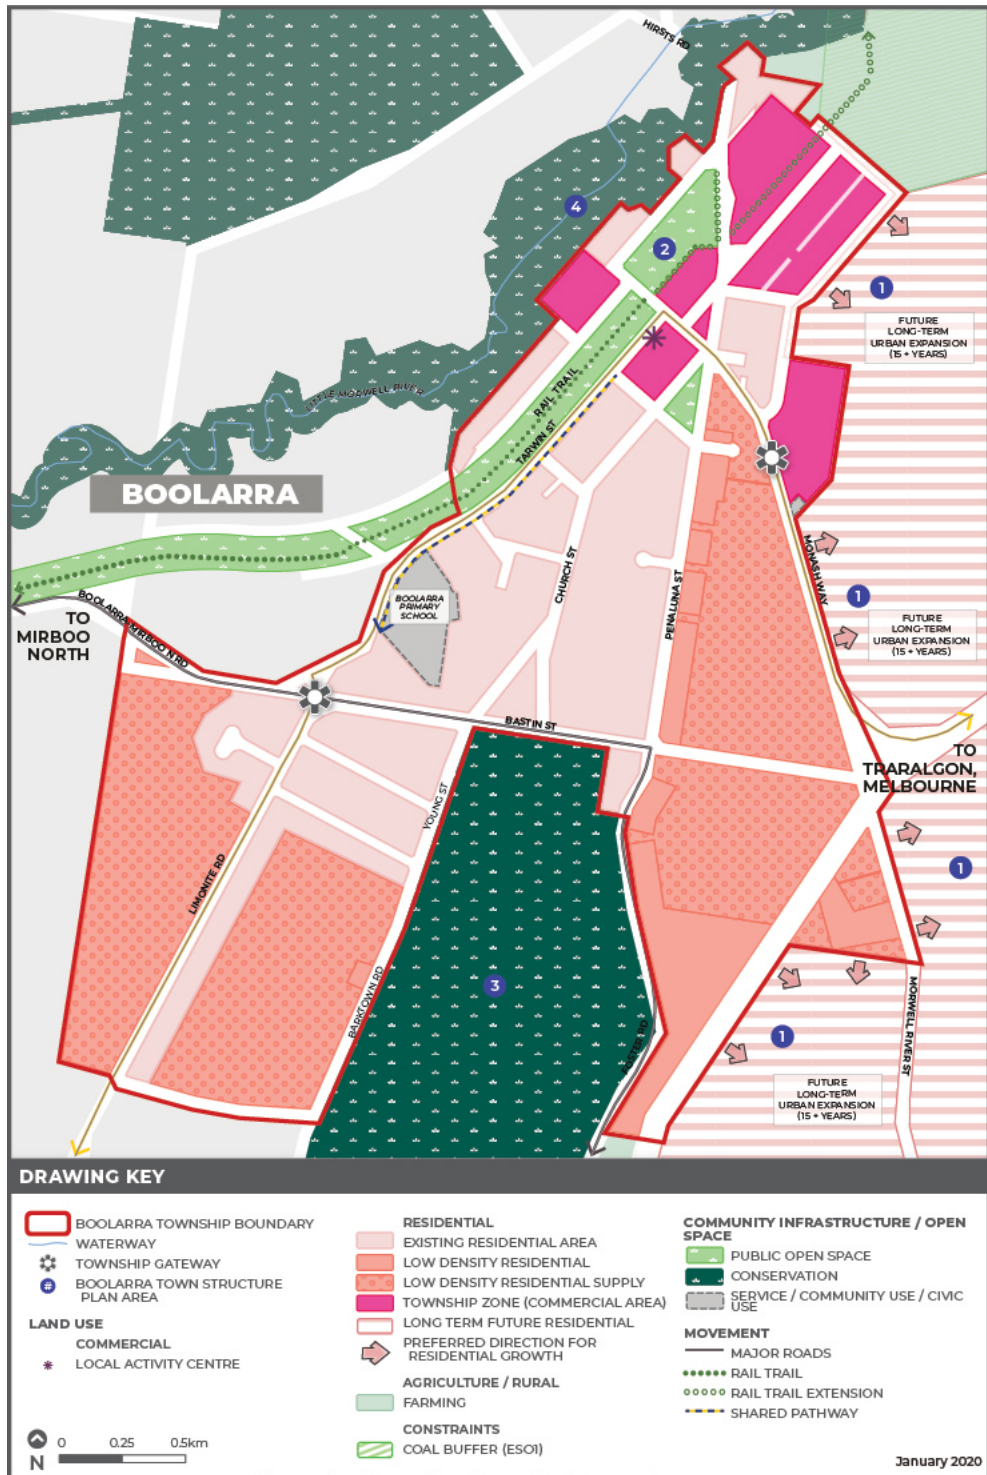 HIRSTS RD
4
2
1
FUTURE
LONG-TERM
URBAN EXPANSION
(15 + YEARS)
LITTLE MORWELL RIVER
RAIL TRAIL
TARWIN ST
BOOLARRA
CHURCH ST
PENALUNA ST
MONASH WAY
BOOLARRA
PRIMARY
SCHOOL
1
FUTURE
LONG-TERM
URBAN EXPANSION
(15 + YEARS)
BOOLARRA MIRBOO N RD
TO
MIRBOO
NORTH
BASTIN ST
TO
TRARALGON,
MELBOURNE
YOUNG ST
LIMONITE RD
1
BARKTOWN RD
3
FOSTER RD
MORWELL RIVER ST
1
FUTURE
LONG-TERM
URBAN EXPANSION
(15 + YEARS)
DRAWING KEY
BOOLARRA TOWNSHIP BOUNDARY
WATERWAY
TOWNSHIP GATEWAY
# BOOLARRA TOWN STRUCTURE
PLAN AREA
LAND USE
COMMERCIAL
LOCAL ACTIVITY CENTRE
N
0 0.25 0.5km
RESIDENTIAL
EXISTING RESIDENTIAL AREA
LOW DENSITY RESIDENTIAL
LOW DENSITY RESIDENTIAL SUPPLY
TOWNSHIP ZONE (COMMERCIAL AREA)
LONG TERM FUTURE RESIDENTIAL
PREFERRED DIRECTION FOR
RESIDENTIAL GROWTH
AGRICULTURE / RURAL
FARMING
CONSTRAINTS
COAL BUFFER (ESO1)
COMMUNITY INFRASTRUCTURE / OPEN
SPACE
PUBLIC OPEN SPACE
CONSERVATION
SERVICE / COMMUNITY USE / CIVIC
USE
MOVEMENT
MAJOR ROADS
RAIL TRAIL
RAIL TRAIL EXTENSION
SHARED PATHWAY
January 2020